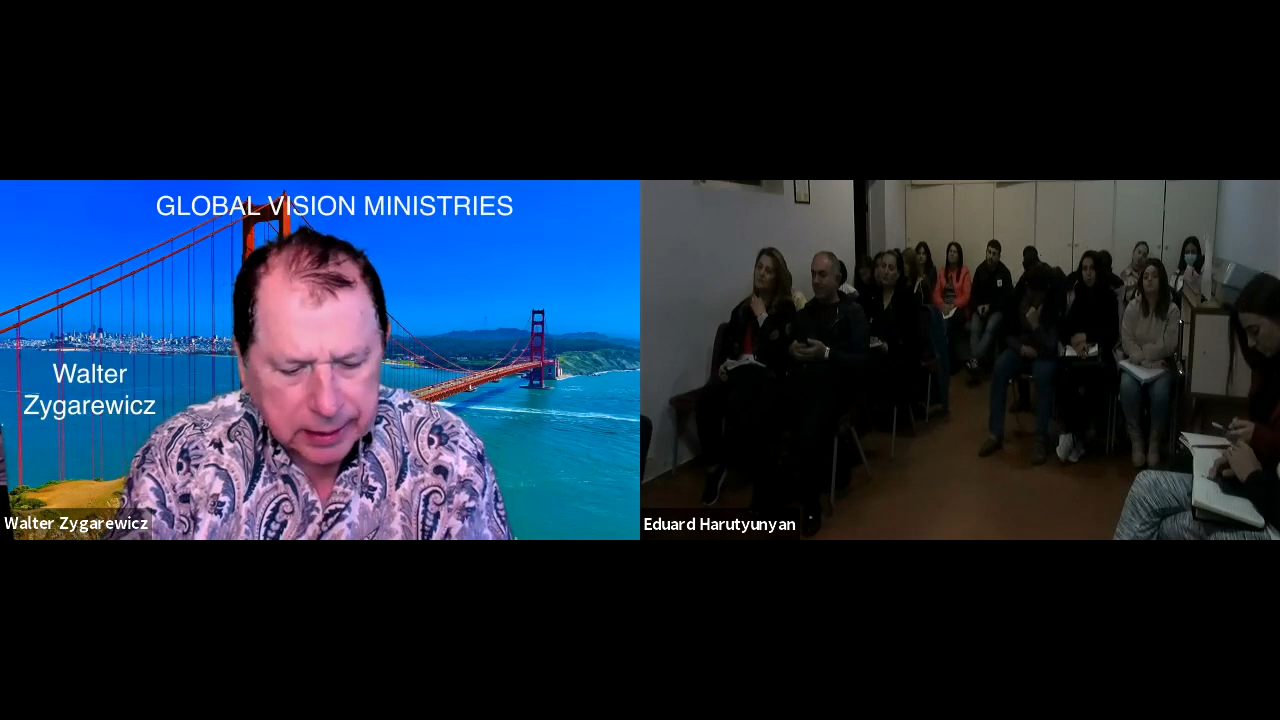 GLOBAL VISION MINISTRIES
Walter
Zygarewicz
Walter Zygarewicz
Eduard Harutyunyan